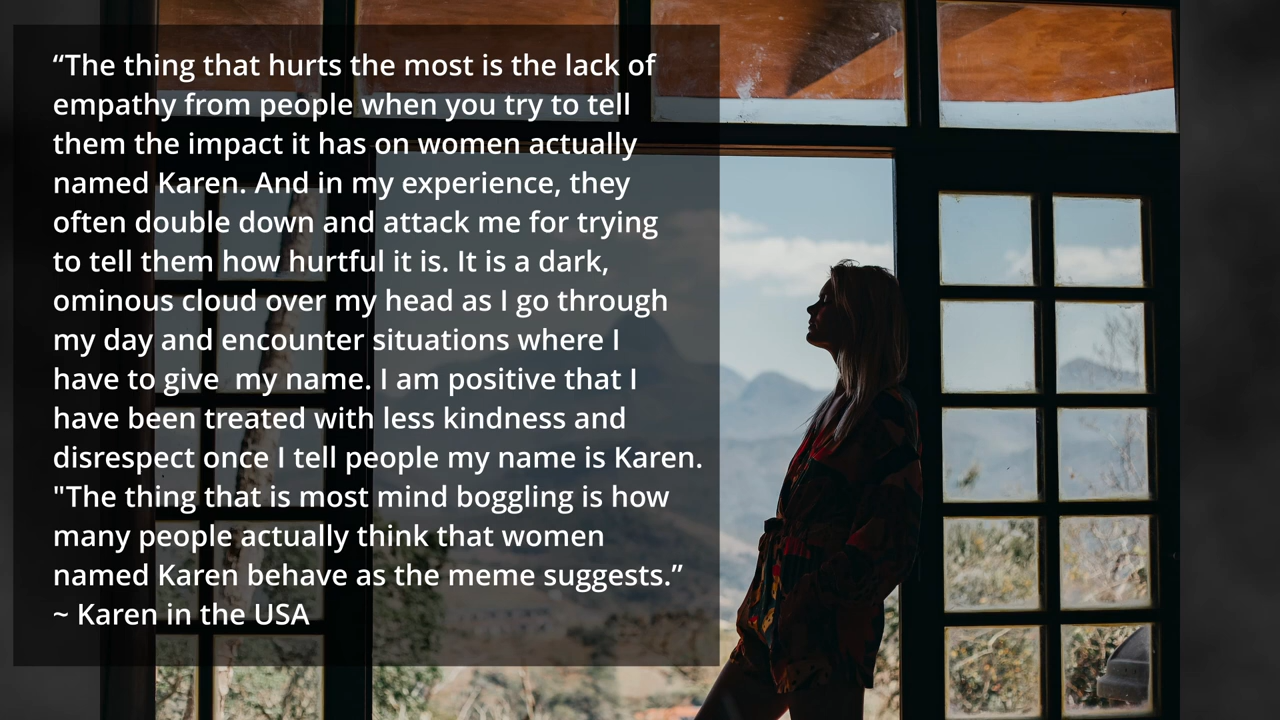 “The thing that hurts the most is the lack of
empathy from people when you try to tell
them the impact it has on women actually
named Karen. And in my experience, they
often double down and attack me for trying
to tell them how hurtful it is. It is a dark,
ominous cloud over my head as I go through
my day and encounter situations where I
have to give  my name. I am positive that I
have been treated with less kindness and
disrespect once I tell people my name is Karen.
"The thing that is most mind boggling is how
many people actually think that women
named Karen behave as the meme suggests.”
~ Karen in the USA